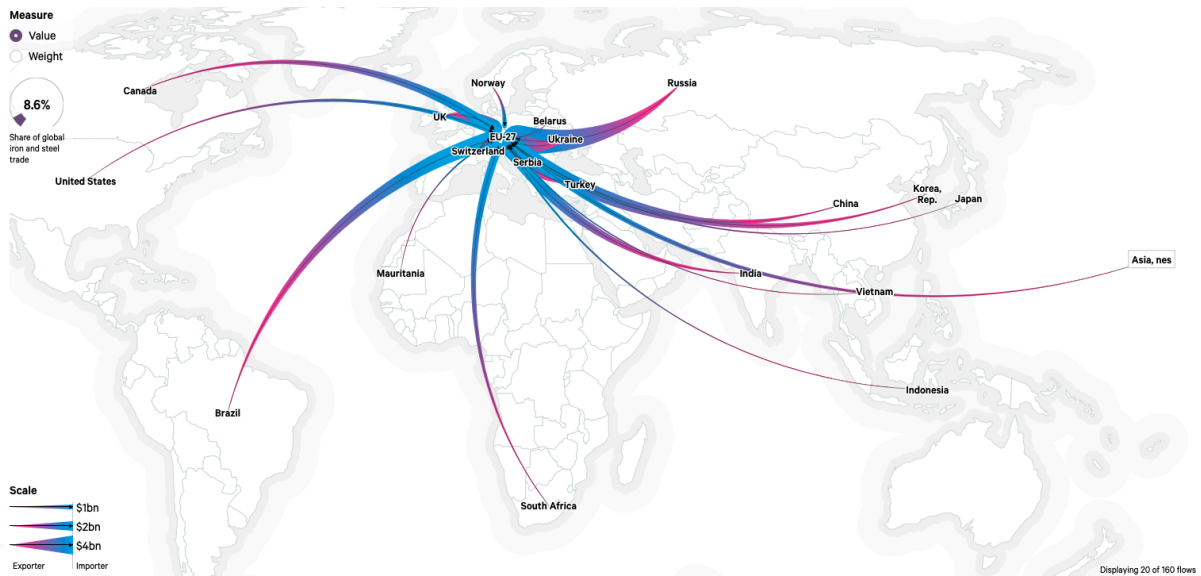 Measure
Value
Weight
8.6%
Share of global
iron and steel
trade
Canada
Norway
Russia
UK
Belarus
EU-27
Ukraine
Switzerland
Serbia
United States
Turkey
China
Korea,
Rep.
Japan
Mauritania
India
Asia, nes
Vietnam
Indonesia
Brazil
South Africa
Scale
$1bn
$2bn
$4bn
Exporter
Importer
Displaying 20 of 160 flows